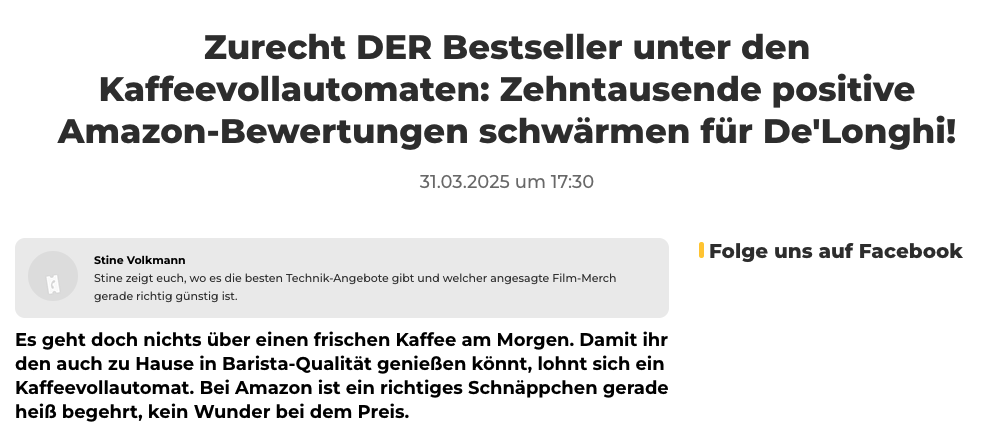 Zurecht DER Bestseller unter den
Kaffeevollautomaten: Zehntausende positive
Amazon-Bewertungen schwärmen für De'Longhi!
31.03.2025 um 17:30
Stine Volkmann
Stine zeigt euch, wo es die besten Technik-Angebote gibt und welcher angesagte Film-Merch
gerade richtig günstig ist.
Folge uns auf Facebook
Es geht doch nichts über einen frischen Kaffee am Morgen. Damit ihr
den auch zu Hause in Barista-Qualität genießen könnt, lohnt sich ein
Kaffeevollautomat. Bei Amazon ist ein richtiges Schnäppchen gerade
heiß begehrt, kein Wunder bei dem Preis.